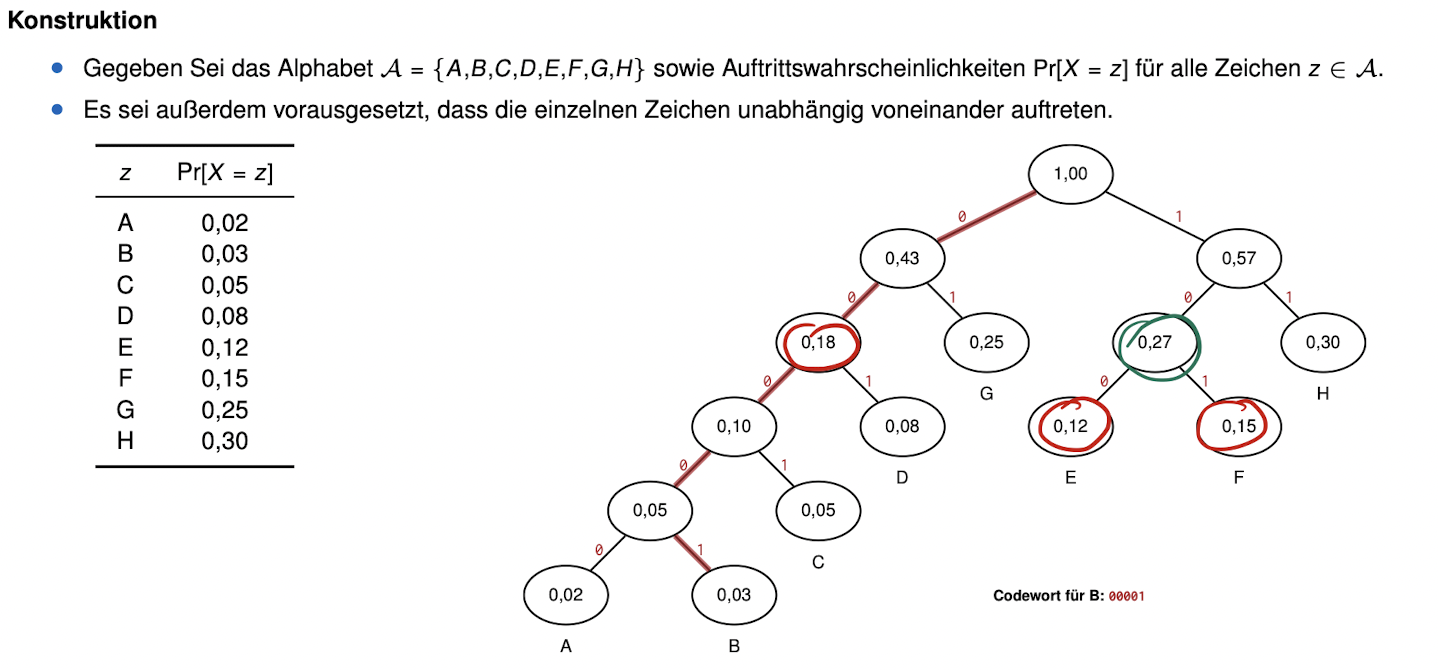 Konstruktion
Gegeben Sei das Alphabet 𝒜 = {A,B,C,D,E,F,G,H} sowie Auftrittswahrscheinlichkeiten Pr[X = z] für alle Zeichen z ∈ 𝒜.
Es sei außerdem vorausgesetzt, dass die einzelnen Zeichen unabhängig voneinander auftreten.
z Pr[X = z]
A 0,02
B 0,03
C 0,05
D 0,08
E 0,12
F 0,15
G 0,25
H 0,30
1,00
0 1
0,43 0,57
0 1 0 1
0,18 0,25 0,27 0,30
G H
0 1 0 1
0,10 0,08 0,12 0,15
D E F
0 1
0,05 0,05
C
0 1
0,02 0,03
A B
Codewort für B: 00001